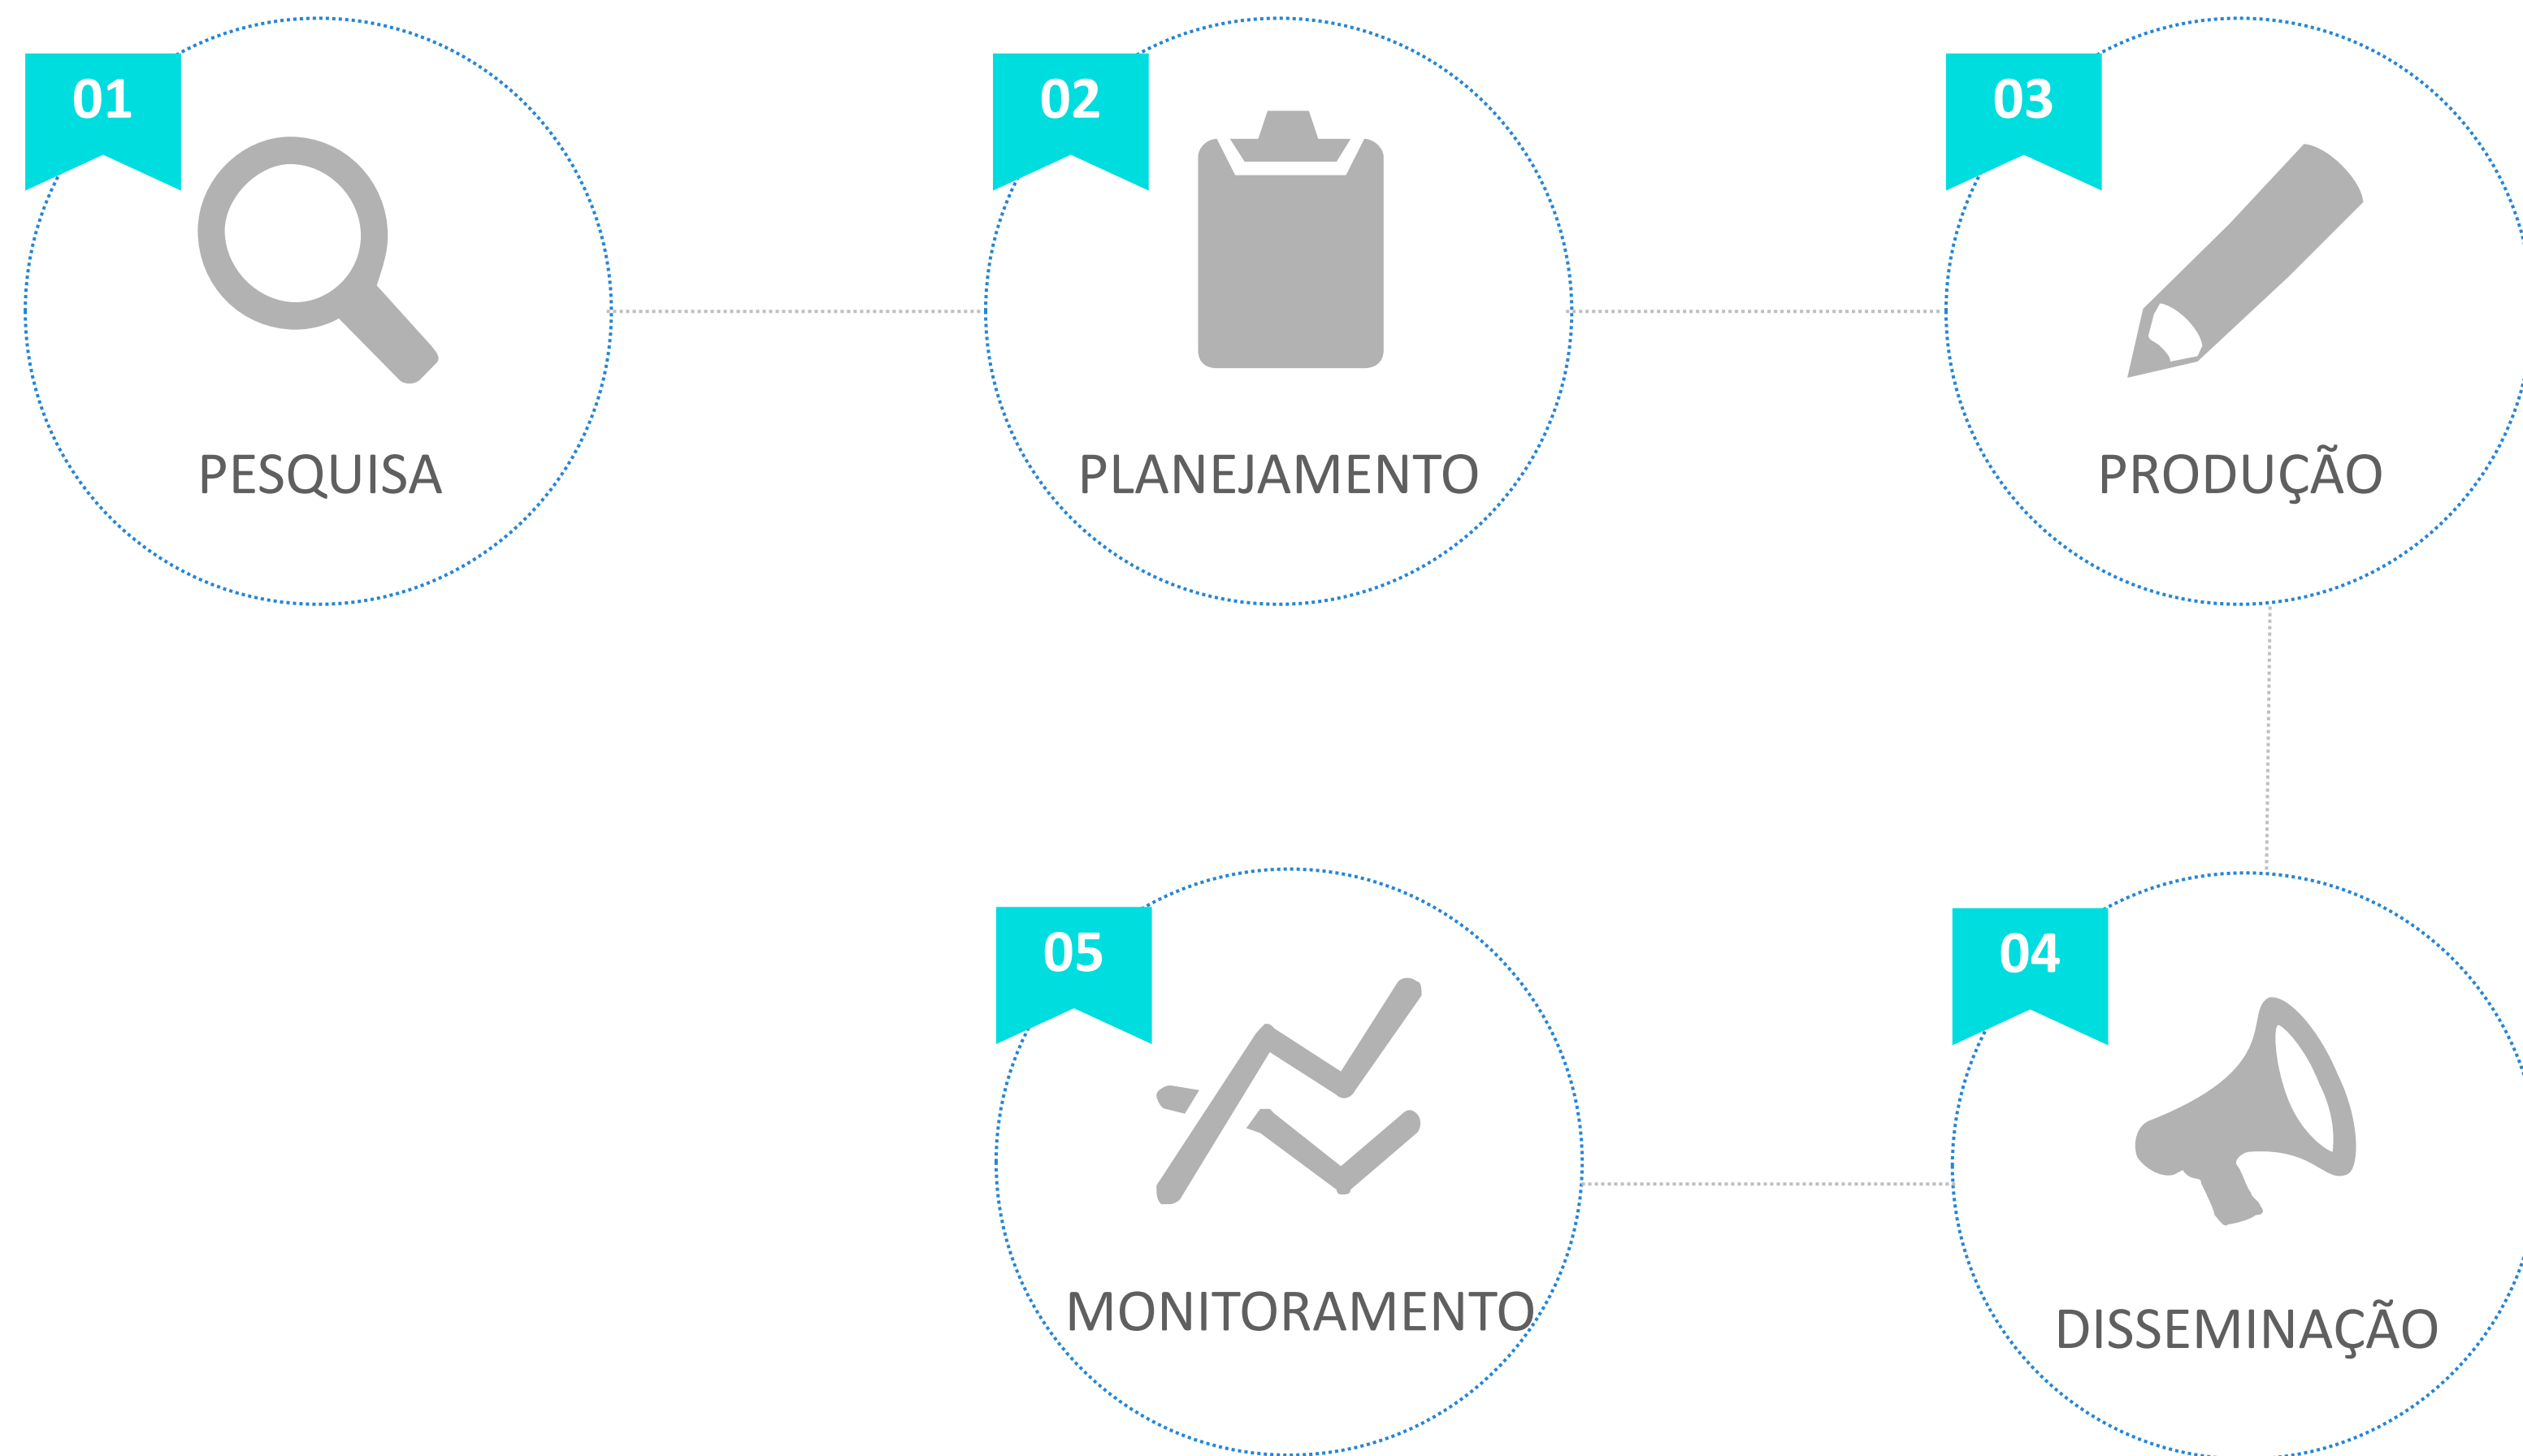 01
PESQUISA
02
PLANEJAMENTO
03
PRODUÇÃO
04
DISSEMINAÇÃO
05
MONITORAMENTO